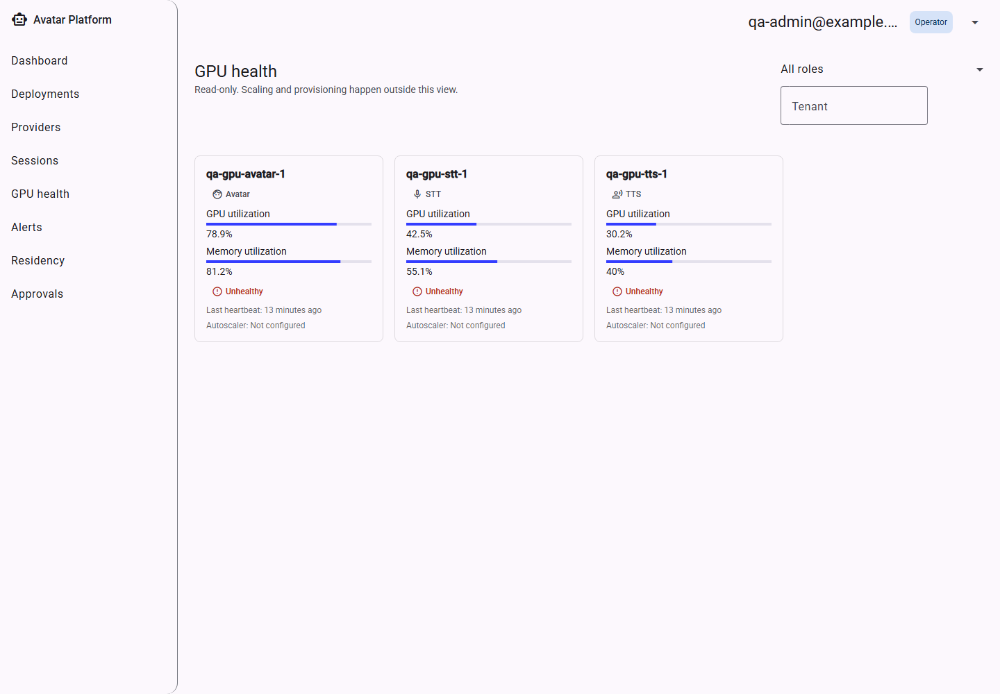 Avatar Platform
Dashboard
Deployments
Providers
Sessions
GPU health
Alerts
Residency
Approvals
qa-admin@example....
Operator
GPU health
Read-only. Scaling and provisioning happen outside this view.
All roles
Tenant
qa-gpu-avatar-1
Avatar
GPU utilization
78.9%
Memory utilization
81.2%
Unhealthy
Last heartbeat: 13 minutes ago
Autoscaler: Not configured
qa-gpu-stt-1
STT
GPU utilization
42.5%
Memory utilization
55.1%
Unhealthy
Last heartbeat: 13 minutes ago
Autoscaler: Not configured
qa-gpu-tts-1
TTS
GPU utilization
30.2%
Memory utilization
40%
Unhealthy
Last heartbeat: 13 minutes ago
Autoscaler: Not configured